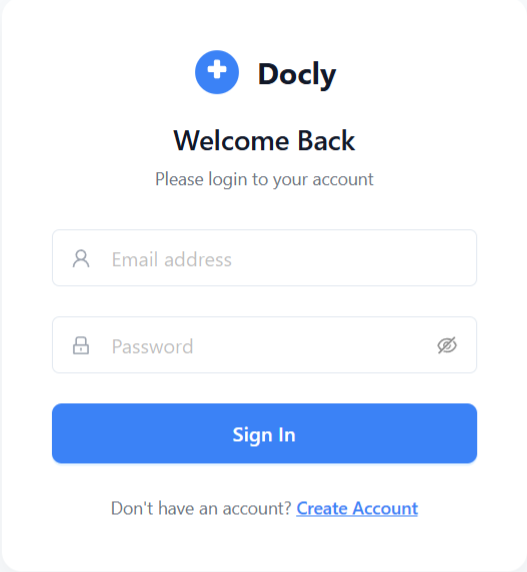 Docly
Welcome Back
Please login to your account
Email address
Password
Sign In
Don't have an account? Create Account